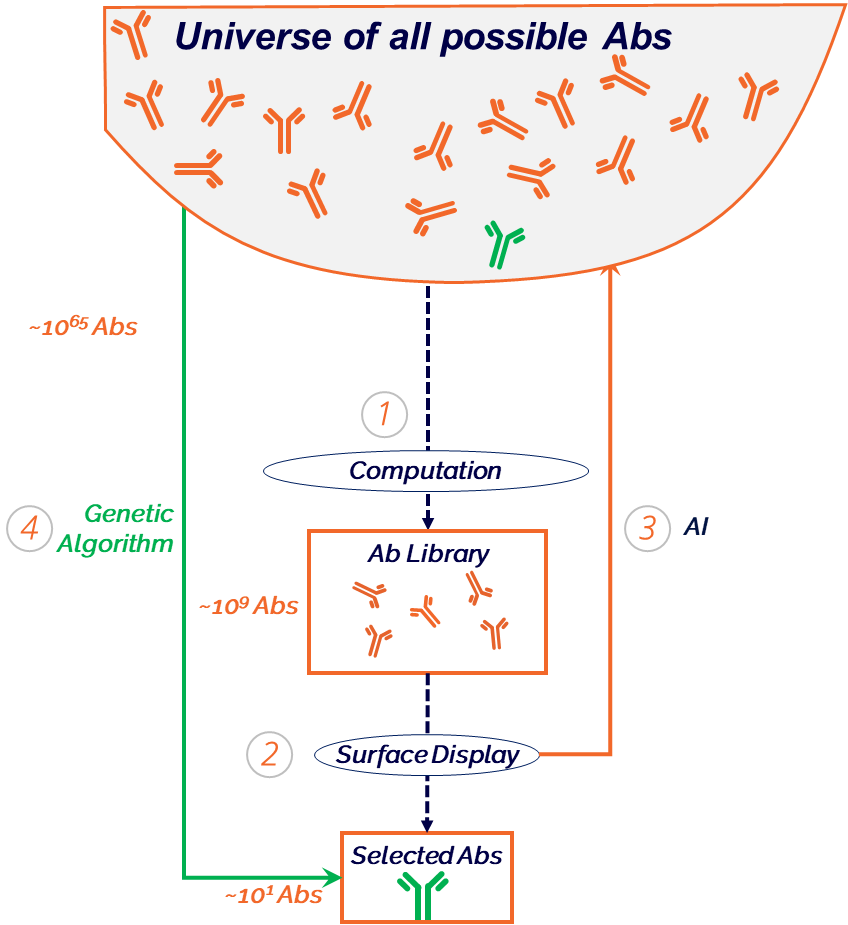 Universe of all possible Abs
~10⁶⁵ Abs
1
Computation
4
Genetic
Algorithm
3
AI
Ab Library
~10⁹ Abs
2
Surface Display
Selected Abs
~10¹ Abs